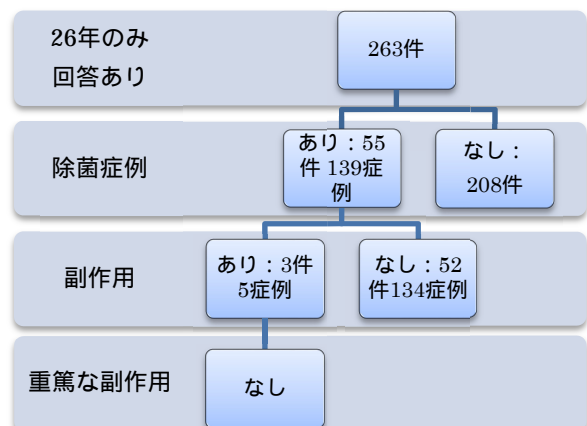 26年のみ
回答あり
263件
除菌症例
あり：55
件 139症
例
なし：
208件
副作用
あり：3件
5症例
なし：52
件134症例
重篤な副作用
なし